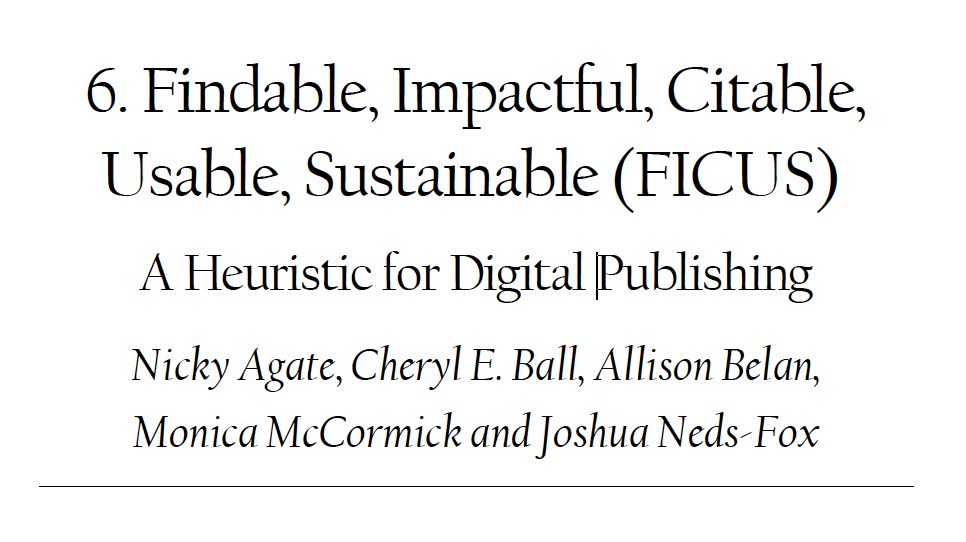 6. Findable, Impactful, Citable,
Usable, Sustainable (FICUS)
A Heuristic for Digital Publishing
Nicky Agate, Cheryl E. Ball, Allison Belan,
Monica McCormick and Joshua Neds-Fox